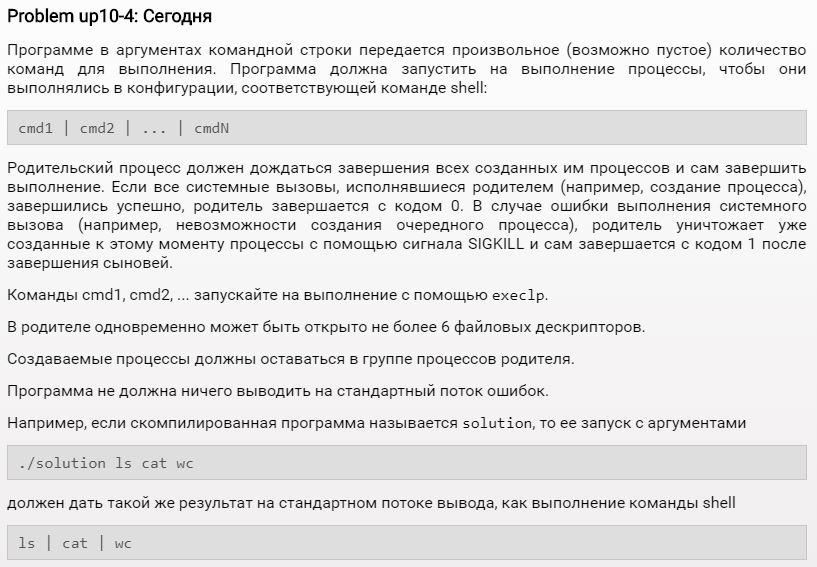 Problem up10-4: Сегодня
Программе в аргументах командной строки передается произвольное (возможно пустое) количество
команд для выполнения. Программа должна запустить на выполнение процессы, чтобы они
выполнялись в конфигурации, соответствующей команде shell:
cmd1 | cmd2 | ... | cmdN
Родительский процесс должен дождаться завершения всех созданных им процессов и сам завершить
выполнение. Если все системные вызовы, исполнявшиеся родителем (например, создание процесса),
завершились успешно, родитель завершается с кодом 0. В случае ошибки выполнения системного
вызова (например, невозможности создания очередного процесса), родитель уничтожает уже
созданные к этому моменту процессы с помощью сигнала SIGKILL и сам завершается с кодом 1 после
завершения сыновей.
Команды cmd1, cmd2, ... запускайте на выполнение с помощью execlp.
В родителе одновременно может быть открыто не более 6 файловых дескрипторов.
Создаваемые процессы должны оставаться в группе процессов родителя.
Программа не должна ничего выводить на стандартный поток ошибок.
Например, если скомпилированная программа называется solution, то ее запуск с аргументами
./solution ls cat wc
должен дать такой же результат на стандартном потоке вывода, как выполнение команды shell
ls | cat | wc